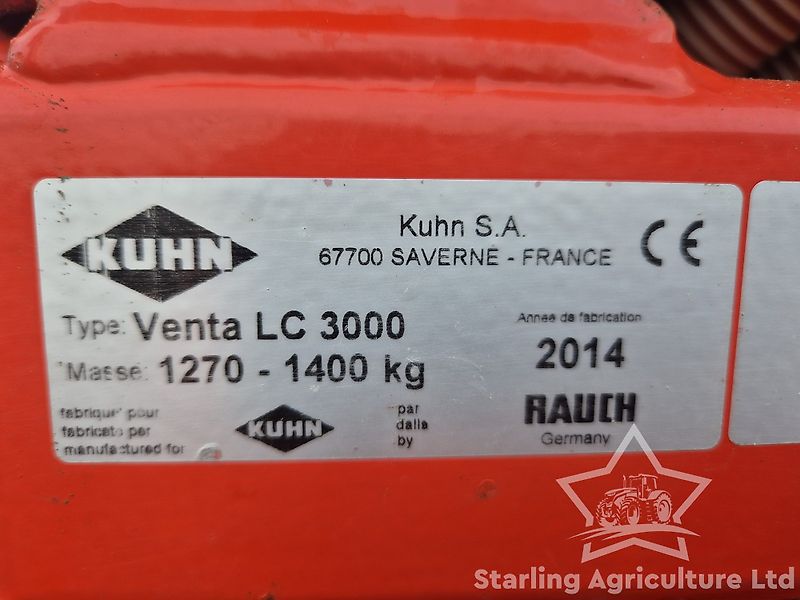 KUHN
Kuhn S.A.
67700 SAVERNE - FRANCE
CE
Type: Venta LC 3000
Masse: 1270 - 1400 kg
Année de fabrication
2014
fabriqué pour
fabricato per
manufactured for
KUHN
par
dalla
by
RAUCH
Germany
Starling Agriculture Ltd